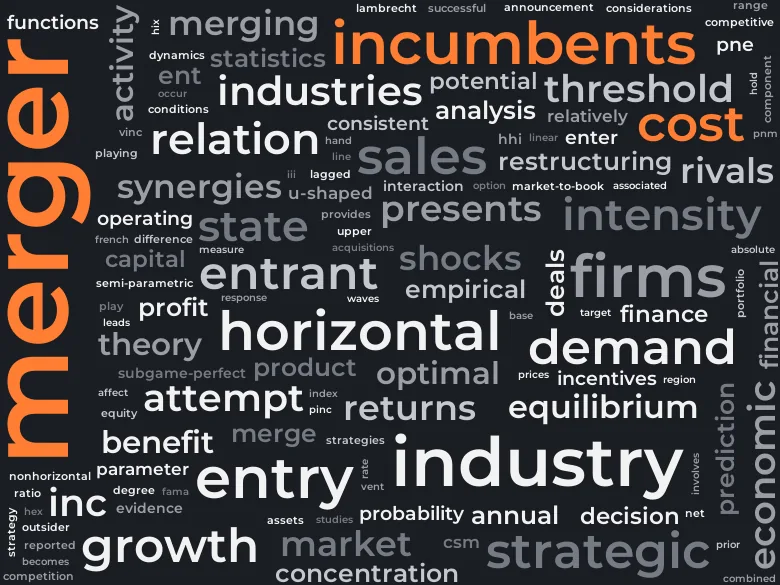 lambrecht successful announcement considerations range
functions activity hix merging incumbents competitive
pne
dynamics statistics
ent
occur
industries potential threshold hold component
conditions analysis relatively cost
vinc relation consistent hhi linear enter pnm
playing hand
line sales restructuring rivals
iii lagged
synergies u-shaped interaction option market-to-book associated
merger
operating state provides presents intensity
french difference upper
measure acquisitions absolute
capital entrant shocks deals firms portfolio financial
semi-parametric empirical
play profit response waves target finance
leads horizontal base demand
theory
subgame-perfect product optimal prices incentives region
affect attempt index returns equilibrium prediction economic
equity pinc
benefit merge strategies industry
nonhorizontal parameter entry rate involves
ratio inc degree fama vent
hex evidence
strategy outsider assets studies probability annual decision net
reported growth market csm strategic prior
becomes
competition concentration combined